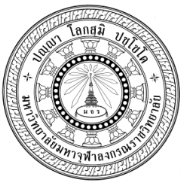 ปญฺญา โลกสฺมิ ปชฺโชโต
มหาวิทยาลัยมหาจุฬาลงกรณราชวิทยาลัย
มจร